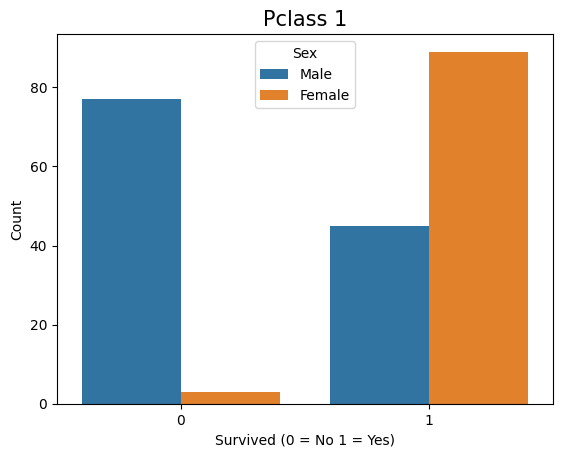 Pclass 1
Sex
Male
Female
Count
80
60
40
20
0
0
1
Survived (0 = No 1 = Yes)